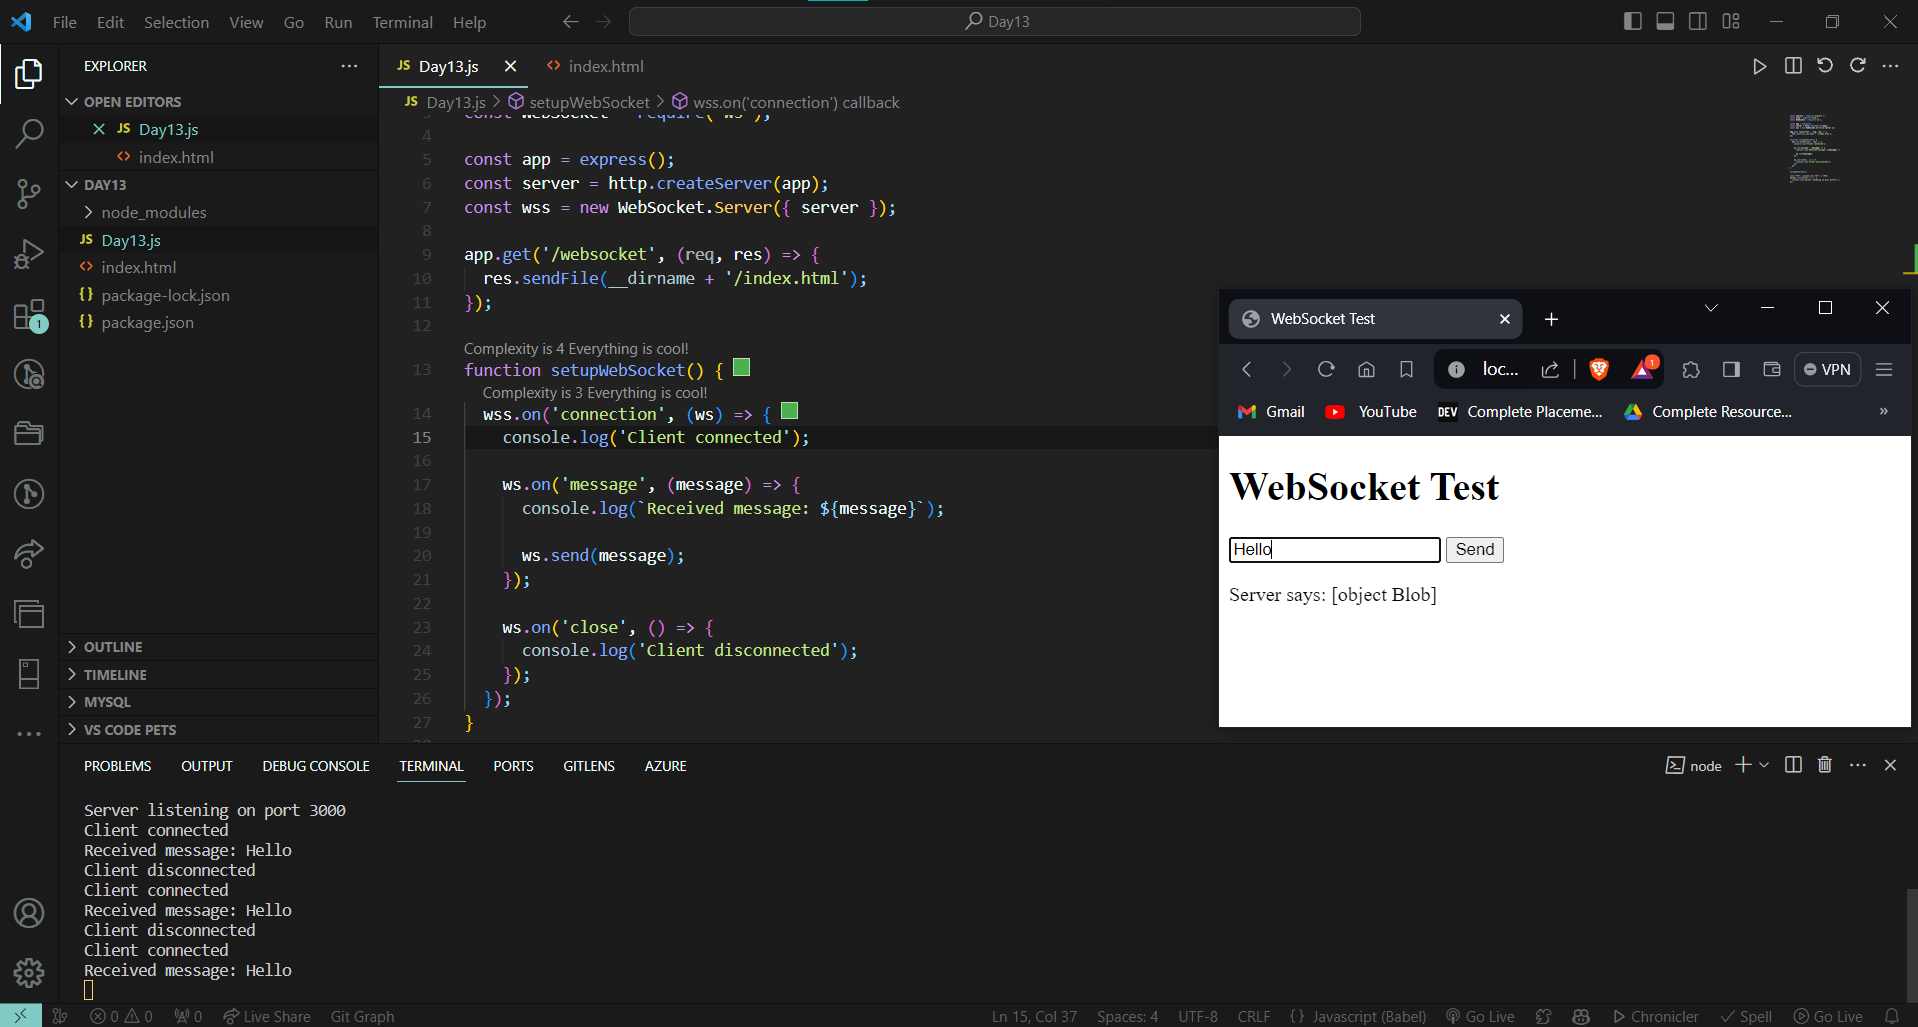 File Edit Selection View Go Run Terminal Help
Day13
EXPLORER
OPEN EDITORS
JS Day13.js
<> index.html
DAY13
node_modules
JS Day13.js
<> index.html
{} package-lock.json
{} package.json
OUTLINE
TIMELINE
MYSQL
VS CODE PETS
1
JS Day13.js
<> index.html
JS Day13.js > setupWebSocket > wss.on('connection') callback
3 const WebSocket = require('ws');
4
5 const app = express();
6 const server = http.createServer(app);
7 const wss = new WebSocket.Server({ server });
8
9 app.get('/websocket', (req, res) => {
10 res.sendFile(__dirname + '/index.html');
11 });
12
Complexity is 4 Everything is cool!
13 function setupWebSocket() {
Complexity is 3 Everything is cool!
14 wss.on('connection', (ws) => {
15 console.log('Client connected');
16
17 ws.on('message', (message) => {
18 console.log(`Received message: ${message}`);
19
20 ws.send(message);
21 });
22
23 ws.on('close', () => {
24 console.log('Client disconnected');
25 });
26 });
27 }
28
WebSocket Test
loc...
1
VPN
Gmail YouTube DEV Complete Placeme... Complete Resource... »
WebSocket Test
Hello Send
Server says: [object Blob]
PROBLEMS OUTPUT DEBUG CONSOLE TERMINAL PORTS GITLENS AZURE
node
Server listening on port 3000
Client connected
Received message: Hello
Client disconnected
Client connected
Received message: Hello
Client disconnected
Client connected
Received message: Hello
0 0 0 Live Share Git Graph
Ln 15, Col 37 Spaces: 4 UTF-8 CRLF {} Javascript (Babel) Go Live Chronicler Spell Go Live